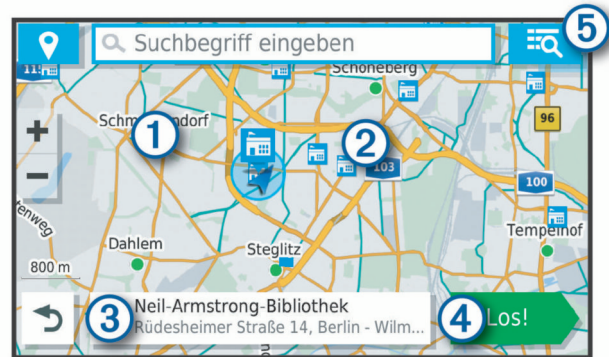 5
Suchbegriff eingeben
Schöneberg
1
2
96
103
100
Tempelhof
Dahlem
Steglitz
800 m
3
Neil-Armstrong-Bibliothek
Rüdesheimer Straße 14, Berlin - Wilm...
4
Los!